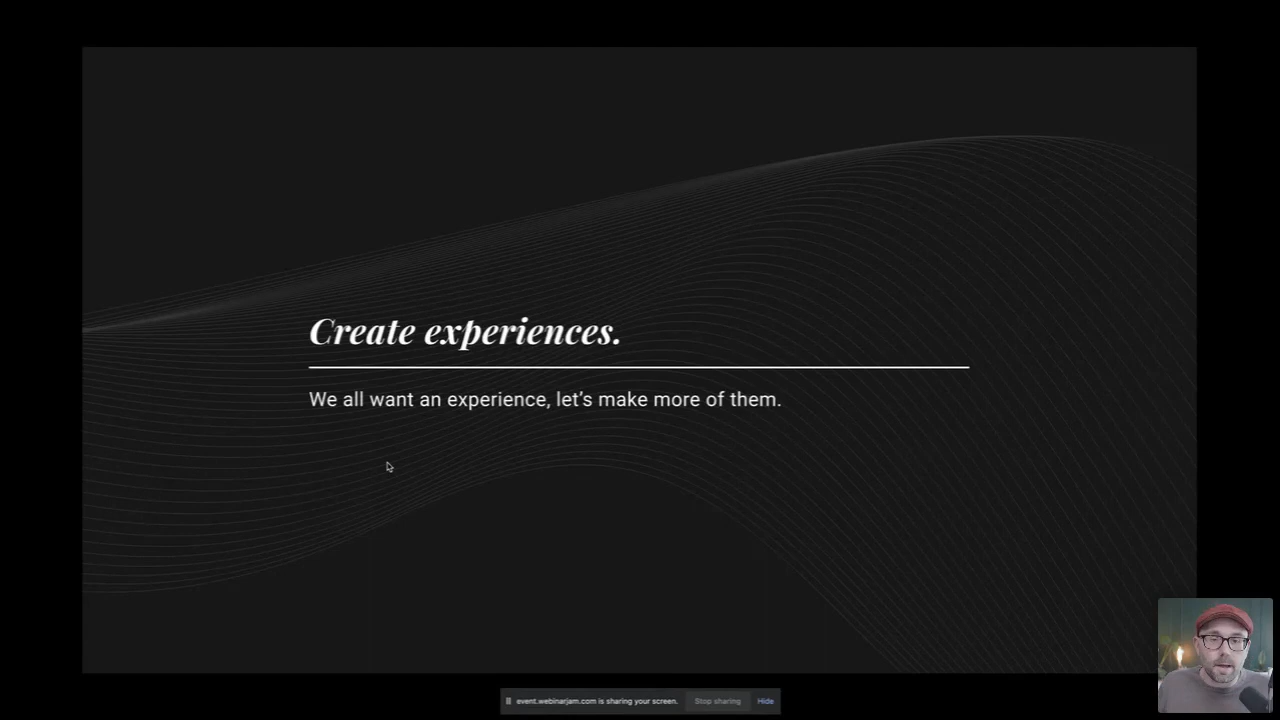 Create experiences.
We all want an experience, let's make more of them.
event.webinarjam.com is sharing your screen. Stop sharing Hide